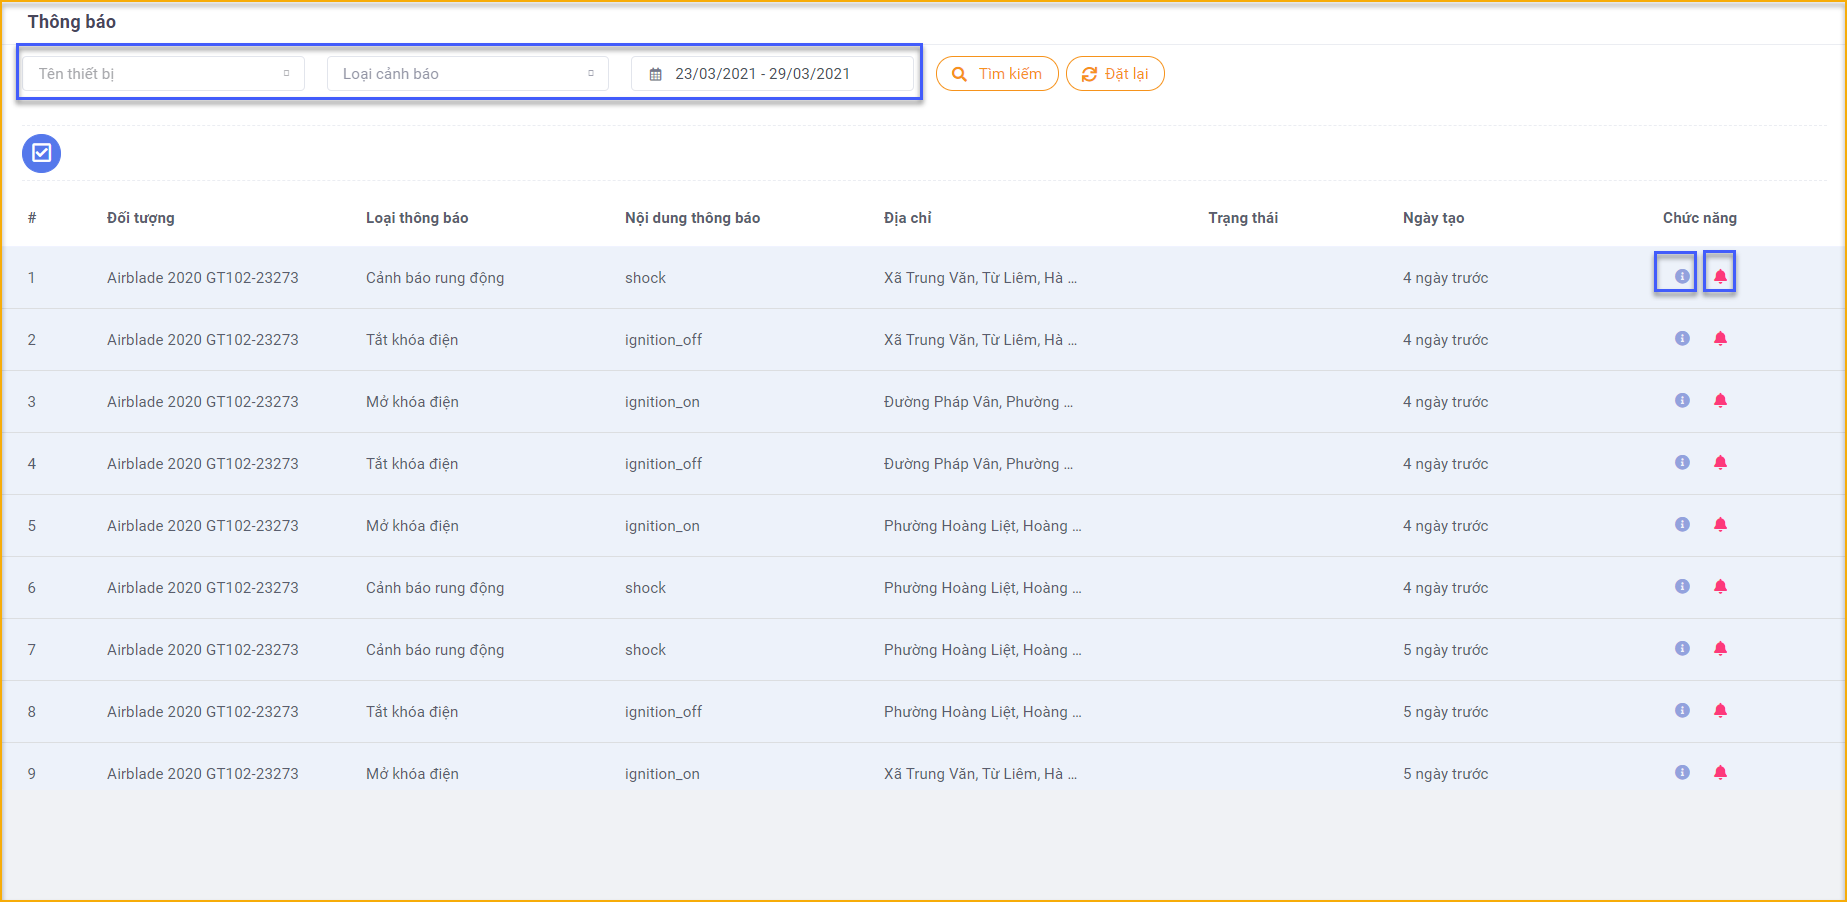 Thông báo
Tên thiết bị
Loại cảnh báo
23/03/2021 - 29/03/2021
Tìm kiếm
Đặt lại
# Đối tượng Loại thông báo Nội dung thông báo Địa chỉ Trạng thái Ngày tạo Chức năng
1 Airblade 2020 GT102-23273 Cảnh báo rung động shock Xã Trung Văn, Từ Liêm, Hà ... 4 ngày trước
2 Airblade 2020 GT102-23273 Tắt khóa điện ignition_off Xã Trung Văn, Từ Liêm, Hà ... 4 ngày trước
3 Airblade 2020 GT102-23273 Mở khóa điện ignition_on Đường Pháp Vân, Phường ... 4 ngày trước
4 Airblade 2020 GT102-23273 Tắt khóa điện ignition_off Đường Pháp Vân, Phường ... 4 ngày trước
5 Airblade 2020 GT102-23273 Mở khóa điện ignition_on Phường Hoàng Liệt, Hoàng ... 4 ngày trước
6 Airblade 2020 GT102-23273 Cảnh báo rung động shock Phường Hoàng Liệt, Hoàng ... 4 ngày trước
7 Airblade 2020 GT102-23273 Cảnh báo rung động shock Phường Hoàng Liệt, Hoàng ... 5 ngày trước
8 Airblade 2020 GT102-23273 Tắt khóa điện ignition_off Phường Hoàng Liệt, Hoàng ... 5 ngày trước
9 Airblade 2020 GT102-23273 Mở khóa điện ignition_on Xã Trung Văn, Từ Liêm, Hà ... 5 ngày trước